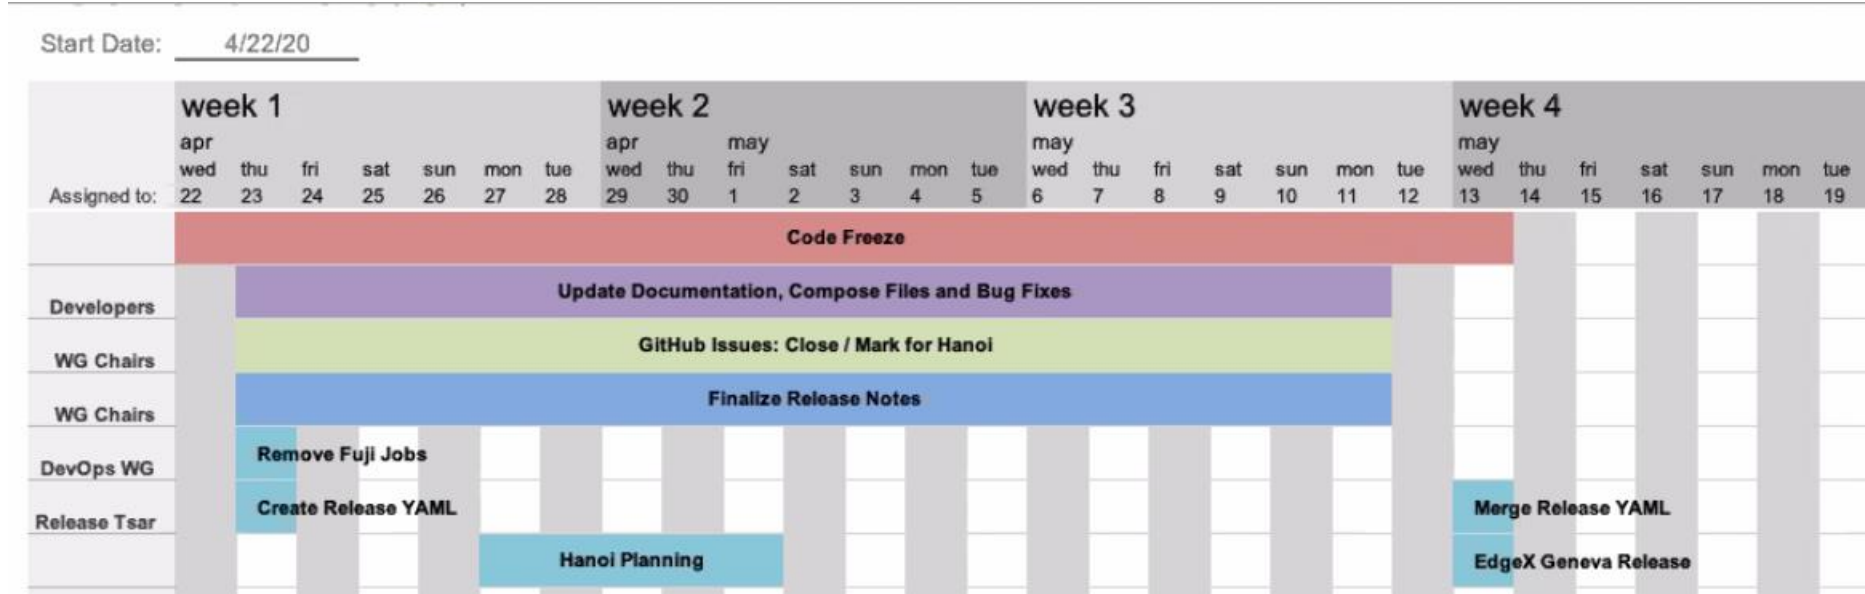 Start Date: 4/22/20
week 1 week 2 week 3 week 4
apr apr may may may
wed thu fri sat sun mon tue wed thu fri sat sun mon tue wed thu fri sat sun mon tue wed thu fri sat sun mon tue
Assigned to: 22 23 24 25 26 27 28 29 30 1 2 3 4 5 6 7 8 9 10 11 12 13 14 15 16 17 18 19
Code Freeze
Developers Update Documentation, Compose Files and Bug Fixes
WG Chairs GitHub Issues: Close / Mark for Hanoi
WG Chairs Finalize Release Notes
DevOps WG Remove Fuji Jobs
Release Tsar Create Release YAML Merge Release YAML
Hanoi Planning EdgeX Geneva Release